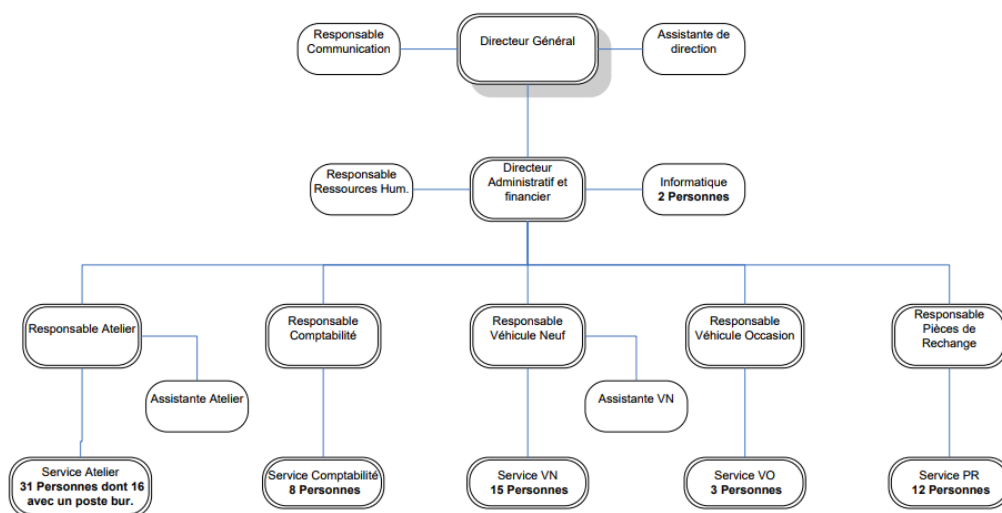 Responsable
Communication
Directeur Général
Assistante de
direction
Responsable
Ressources Hum.
Directeur
Administratif et
financier
Informatique
2 Personnes
Responsable Atelier
Responsable
Comptabilité
Responsable
Véhicule Neuf
Responsable
Véhicule Occasion
Responsable
Pièces de
Rechange
Assistante Atelier
Assistante VN
Service Atelier
31 Personnes dont 16
avec un poste bur.
Service Comptabilité
8 Personnes
Service VN
15 Personnes
Service VO
3 Personnes
Service PR
12 Personnes